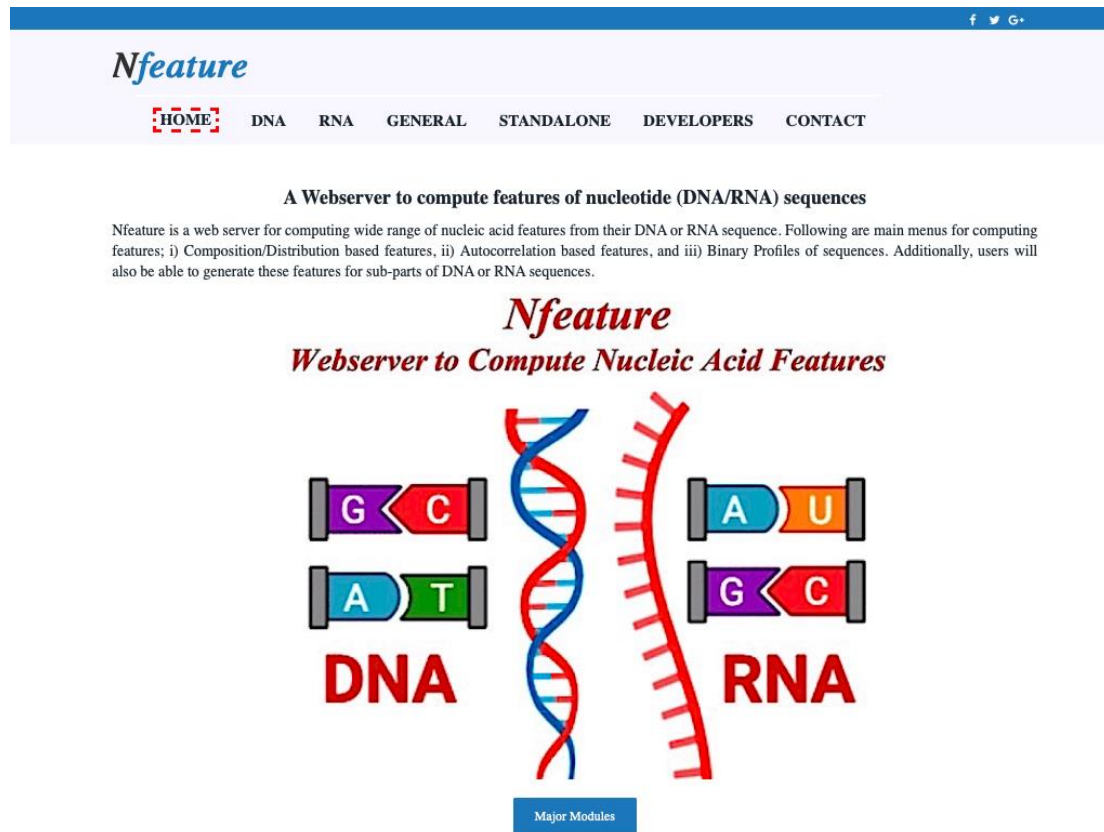 f G+
Nfeature
HOME DNA RNA GENERAL STANDALONE DEVELOPERS CONTACT
A Webserver to compute features of nucleotide (DNA/RNA) sequences
Nfeature is a web server for computing wide range of nucleic acid features from their DNA or RNA sequence. Following are main menus for computing
features; i) Composition/Distribution based features, ii) Autocorrelation based features, and iii) Binary Profiles of sequences. Additionally, users will
also be able to generate these features for sub-parts of DNA or RNA sequences.
Nfeature
Webserver to Compute Nucleic Acid Features
G C A U
A T G C
DNA RNA
Major Modules